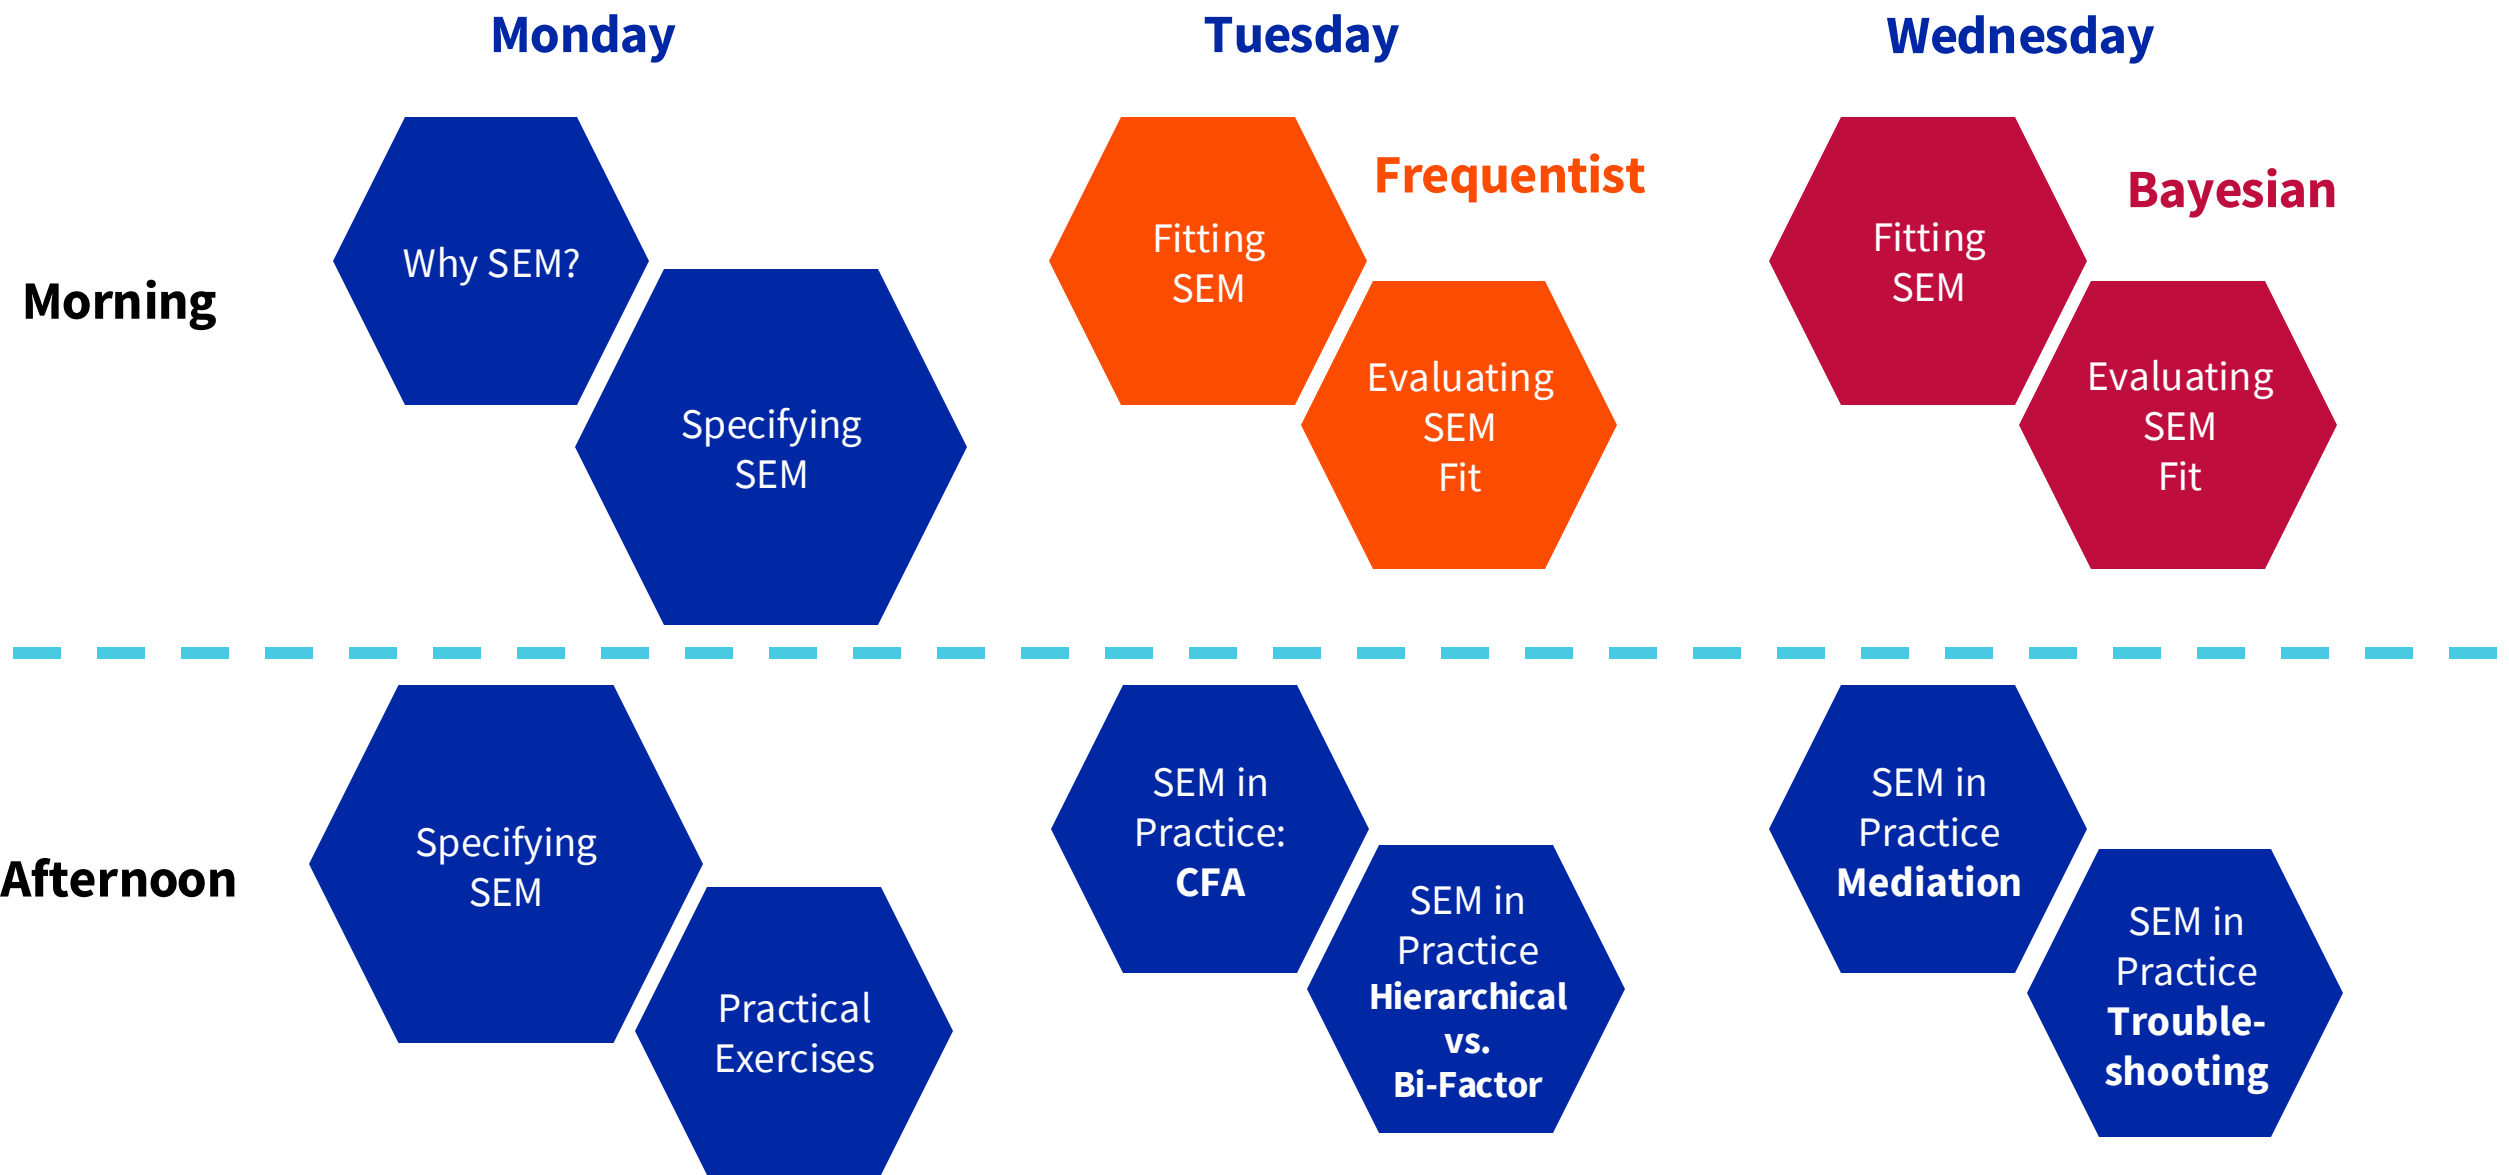 Monday
Tuesday
Wednesday
Morning
Why SEM?
Specifying
SEM
Frequentist
Fitting
SEM
Evaluating
SEM
Fit
Bayesian
Fitting
SEM
Evaluating
SEM
Fit
Afternoon
Specifying
SEM
Practical
Exercises
SEM in
Practice:
CFA
SEM in
Practice
Hierarchical
vs.
Bi-Factor
SEM in
Practice
Mediation
SEM in
Practice
Trouble-
shooting